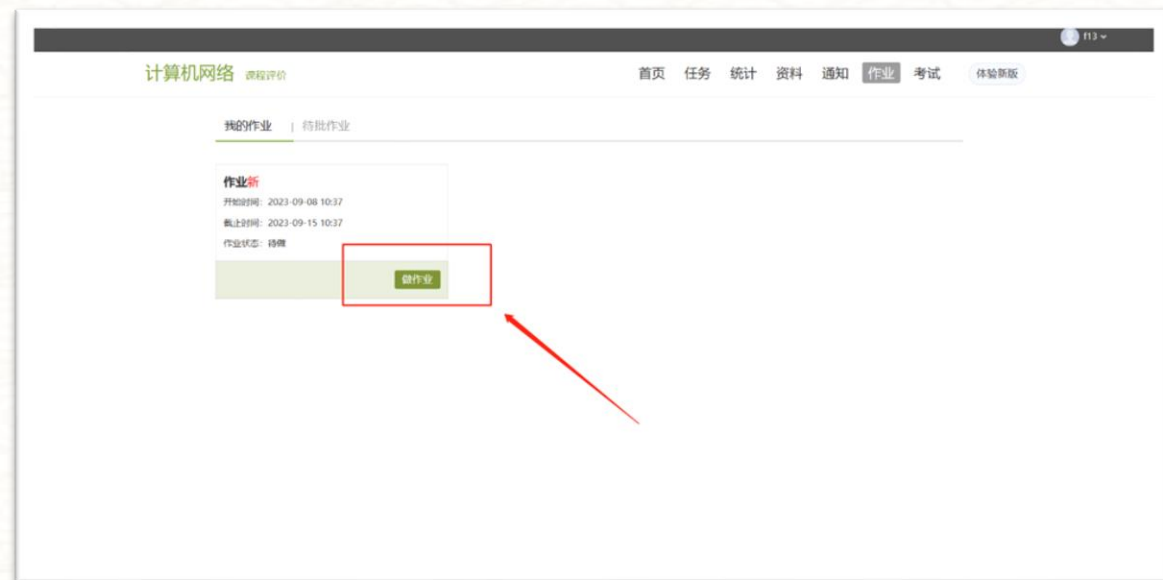 f13
计算机网络 课程评价 首页 任务 统计 资料 通知 作业 考试 体验新版
我的作业 | 待批作业
作业新
开始时间：2023-09-08 10:37
截止时间：2023-09-15 10:37
作业状态：待做
做作业